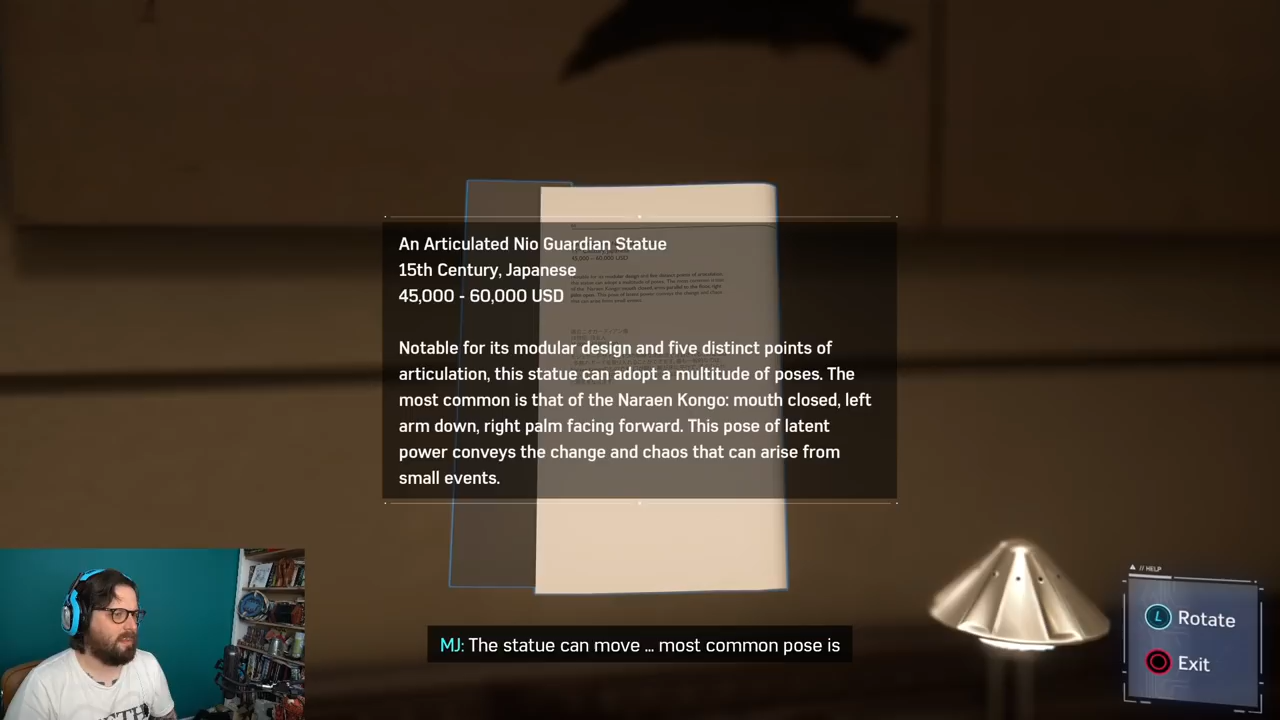 An Articulated Nio Guardian Statue
15th Century, Japanese
45,000 - 60,000 USD
Notable for its modular design and five distinct points of
articulation, this statue can adopt a multitude of poses. The
most common is that of the Naraen Kongo: mouth closed, left
arm down, right palm facing forward. This pose of latent
power conveys the change and chaos that can arise from
small events.
MJ: The statue can move ... most common pose is
// HELP
L Rotate
Exit